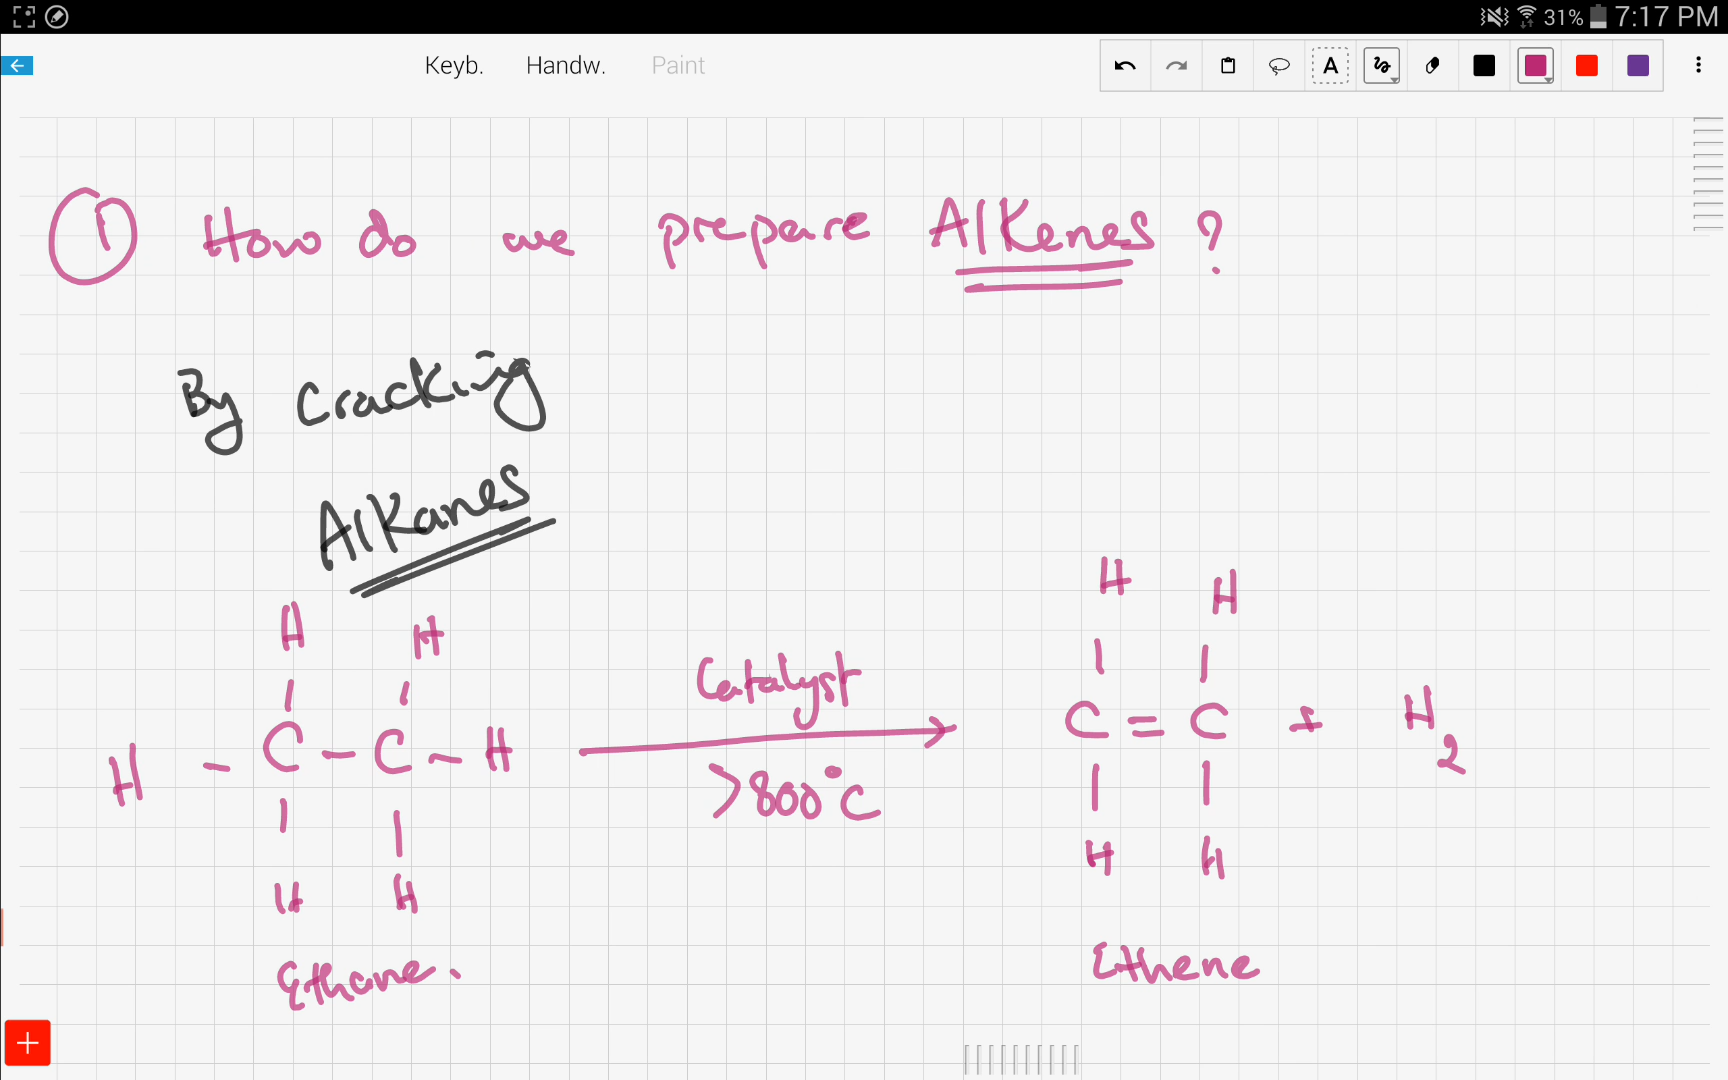 31% 7:17 PM
Keyb. Handw. Paint A
1 How do we prepare Alkenes ?
By Cracking
Alkanes
H H
H - C - C - H
H H
Ethane.
Catalyst
>800°C
H H
C = C + H2
H H
Ethene